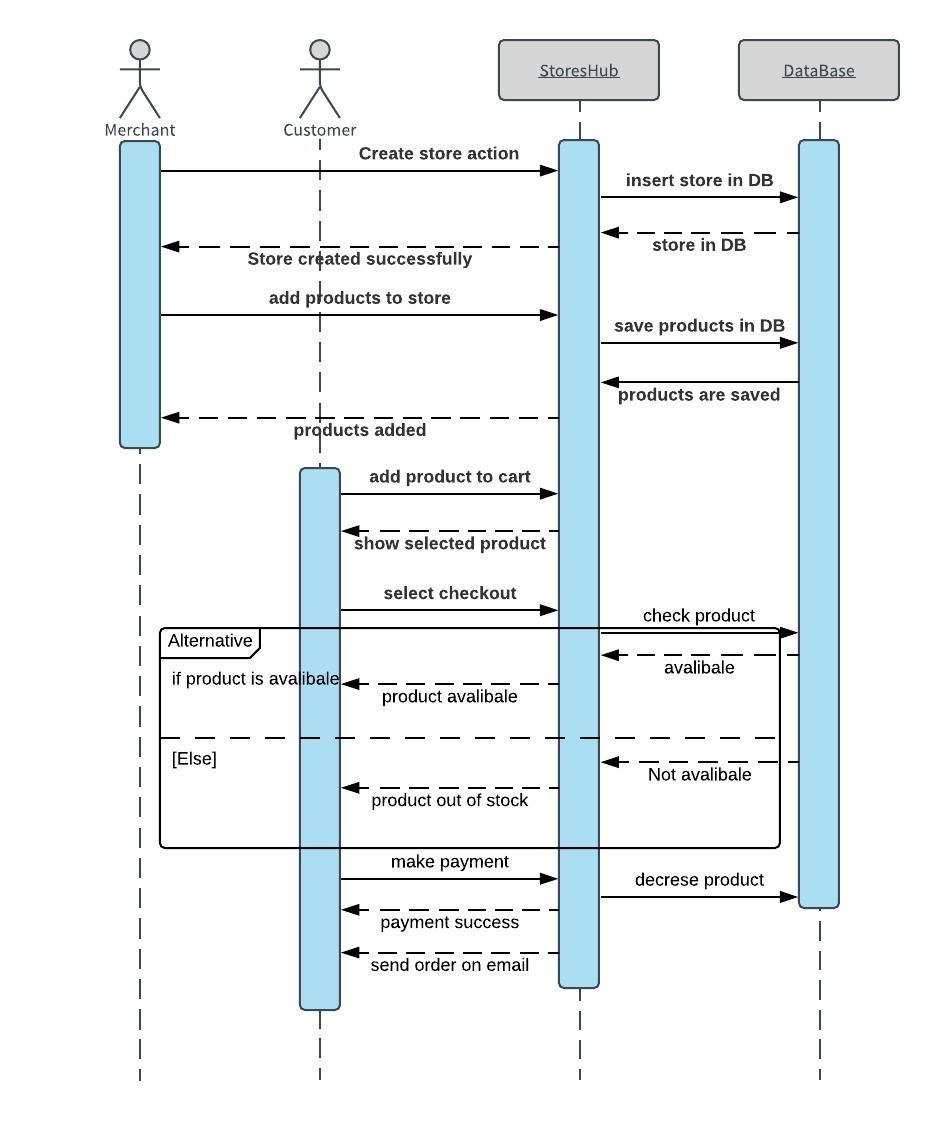 StoresHub
DataBase
Merchant
Customer
Create store action
insert store in DB
store in DB
Store created successfully
add products to store
save products in DB
products are saved
products added
add product to cart
show selected product
select checkout
check product
Alternative
avalibale
if product is avalibale
product avalibale
[Else]
Not avalibale
product out of stock
make payment
decrese product
payment success
send order on email